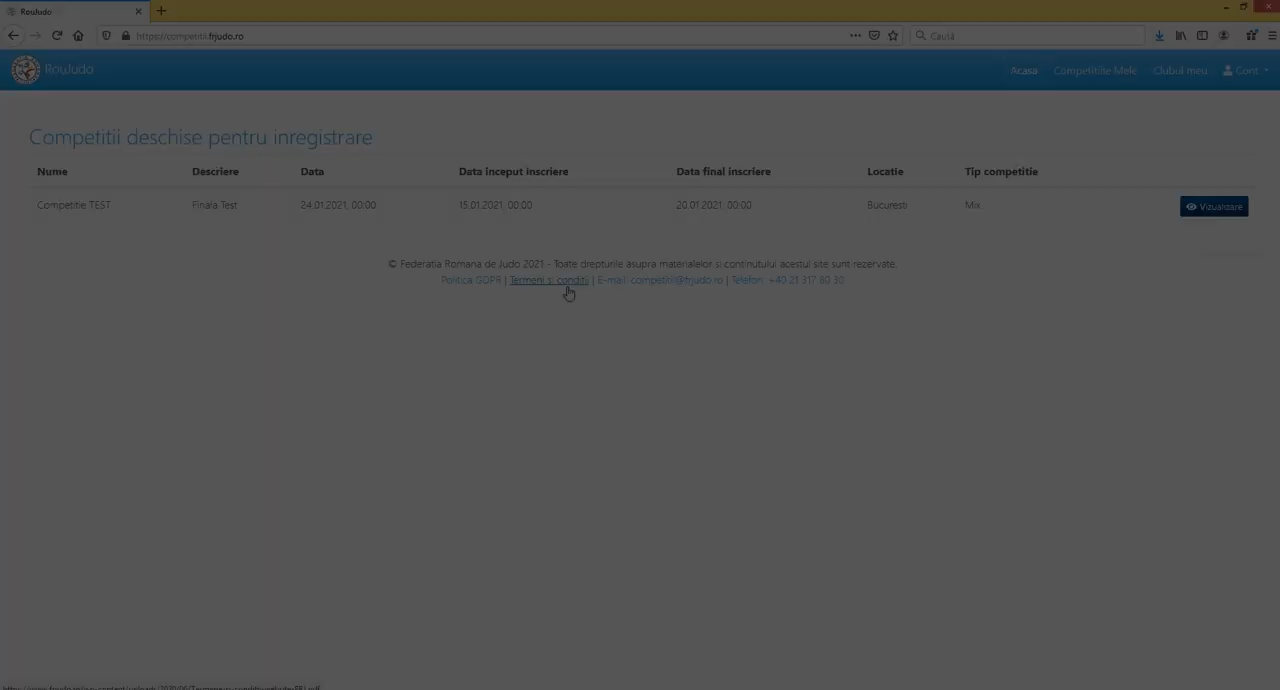 RouJudo
https://competitii.frjudo.ro
Caută
RouJudo
Acasa Competitiile Mele Clubul meu Cont
Competitii deschise pentru inregistrare
Nume Descriere Data Data inceput inscriere Data final inscriere Locatie Tip competitie
Competitie TEST Finala Test 24.01.2021, 00:00 15.01.2021, 00:00 20.01.2021, 00:00 Bucuresti Mix Vizualizare
© Federatia Romana de Judo 2021 - Toate drepturile asupra materialelor si continutului acestui site sunt rezervate.
Politica GDPR | Termeni si conditii | E-mail: competitii@frjudo.ro | Telefon: +40 21 317 80 30